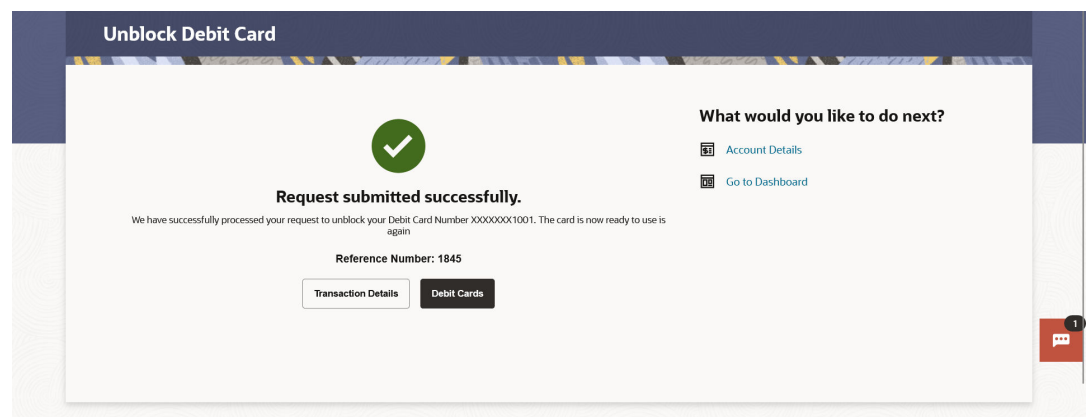 Unblock Debit Card
Request submitted successfully.
We have successfully processed your request to unblock your Debit Card Number XXXXXXX1001. The card is now ready to use is
again
Reference Number: 1845
Transaction Details
Debit Cards
What would you like to do next?
Account Details
Go to Dashboard
1